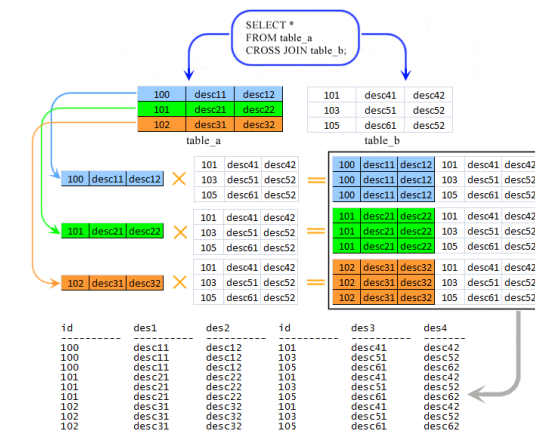 SELECT *
FROM table_a
CROSS JOIN table_b;
100 desc11 desc12
101 desc21 desc22
102 desc31 desc32
table_a
101 desc41 desc42
103 desc51 desc52
105 desc61 desc52
table_b
100 desc11 desc12 × 101 desc41 desc42 = 100 desc11 desc12 101 desc41 desc42
103 desc51 desc52 100 desc11 desc12 103 desc51 desc52
105 desc61 desc52 100 desc11 desc12 105 desc61 desc52
101 desc21 desc22 × 101 desc41 desc42 = 101 desc21 desc22 101 desc41 desc42
103 desc51 desc52 101 desc21 desc22 103 desc51 desc52
105 desc61 desc52 101 desc21 desc22 105 desc61 desc52
102 desc31 desc32 × 101 desc41 desc42 = 102 desc31 desc32 101 desc41 desc42
103 desc51 desc52 102 desc31 desc32 103 desc51 desc52
105 desc61 desc52 102 desc31 desc32 105 desc61 desc52
id des1 des2 id des3 des4
---------- ---------- ---------- ---------- ---------- -------
100 desc11 desc12 101 desc41 desc42
100 desc11 desc12 103 desc51 desc52
100 desc11 desc12 105 desc61 desc62
101 desc21 desc22 101 desc41 desc42
101 desc21 desc22 103 desc51 desc52
101 desc21 desc22 105 desc61 desc62
102 desc31 desc32 101 desc41 desc42
102 desc31 desc32 103 desc51 desc52
102 desc31 desc32 105 desc61 desc62